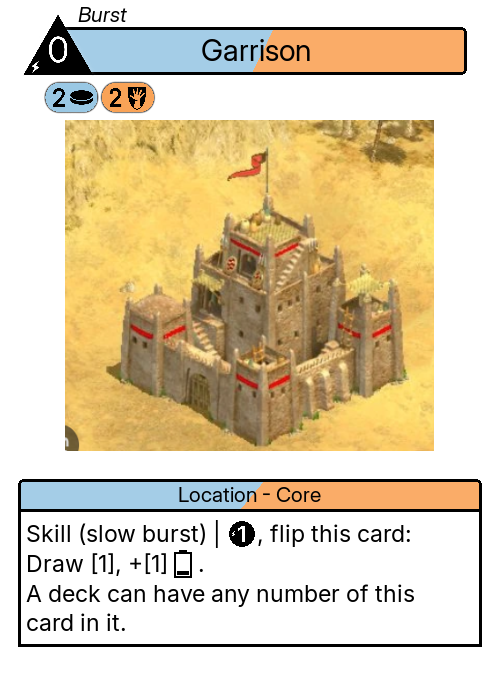 Burst
0
Garrison
2 2
Location - Core
Skill (slow burst) | 1, flip this card:
Draw [1], +[1] .
A deck can have any number of this
card in it.